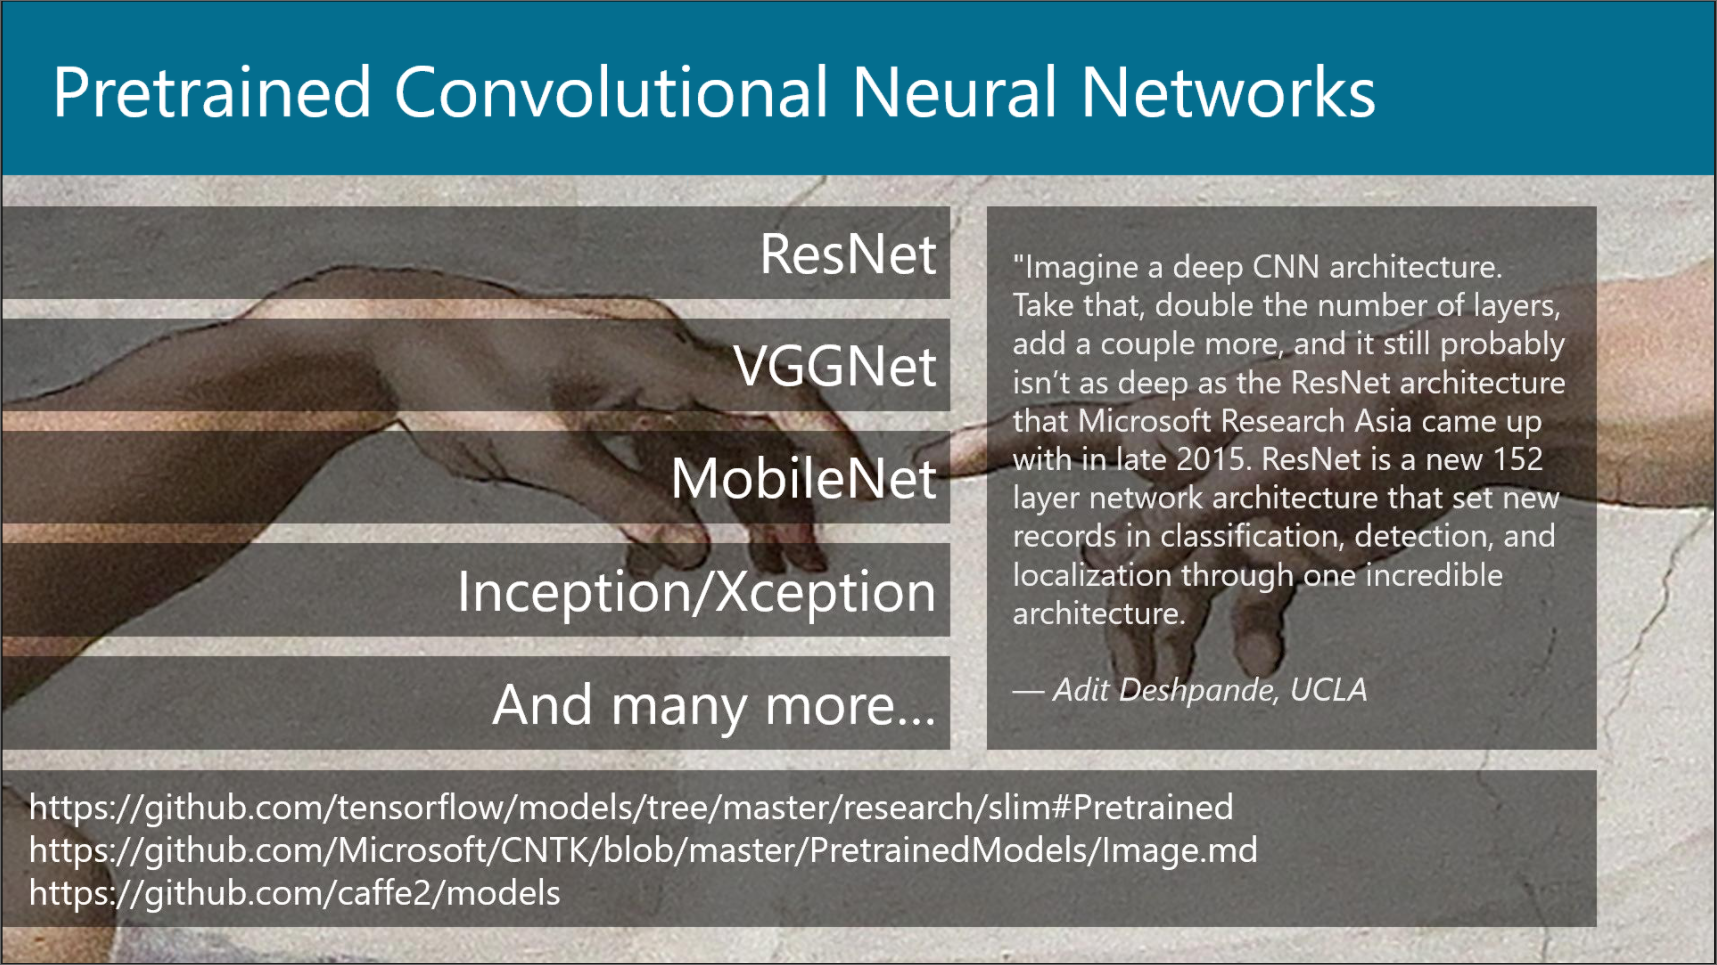 Pretrained Convolutional Neural Networks
ResNet
VGGNet
MobileNet
Inception/Xception
And many more...
"Imagine a deep CNN architecture.
Take that, double the number of layers,
add a couple more, and it still probably
isn’t as deep as the ResNet architecture
that Microsoft Research Asia came up
with in late 2015. ResNet is a new 152
layer network architecture that set new
records in classification, detection, and
localization through one incredible
architecture.
— Adit Deshpande, UCLA
https://github.com/tensorflow/models/tree/master/research/slim#Pretrained
https://github.com/Microsoft/CNTK/blob/master/PretrainedModels/Image.md
https://github.com/caffe2/models